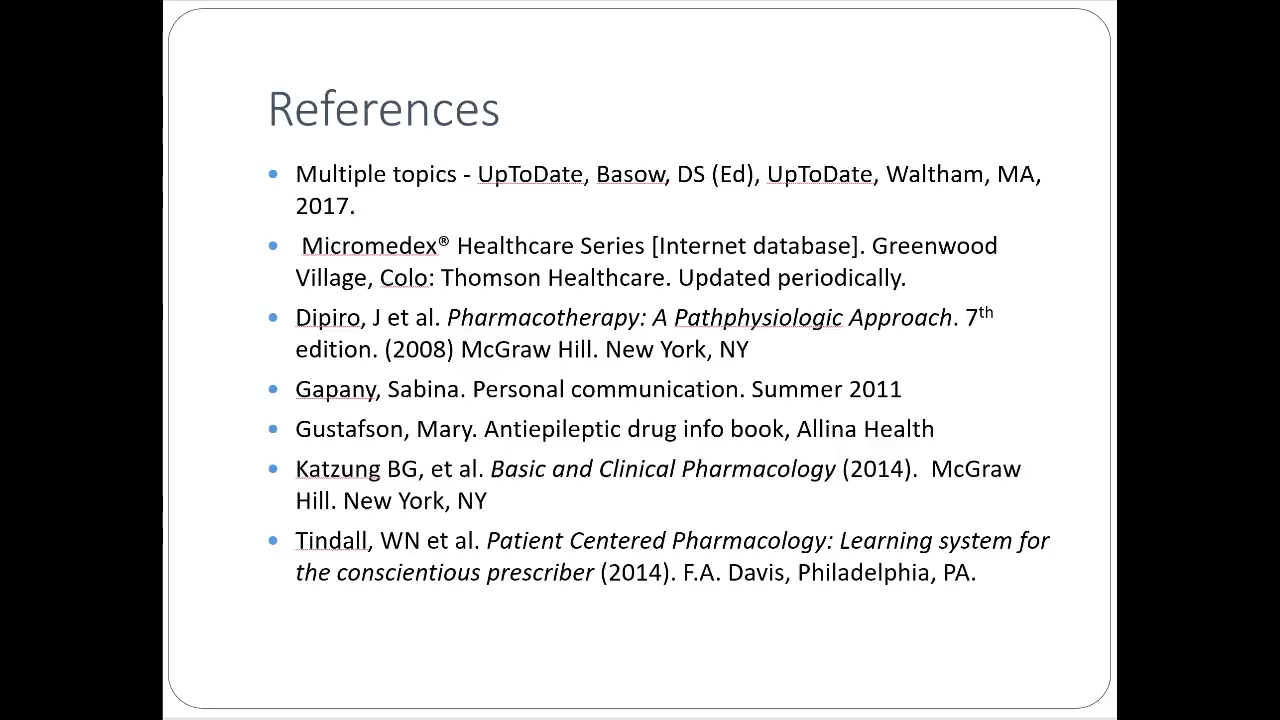 References
• Multiple topics - UpToDate, Basow, DS (Ed), UpToDate, Waltham, MA,
2017.
• Micromedex® Healthcare Series [Internet database]. Greenwood
Village, Colo: Thomson Healthcare. Updated periodically.
• Dipiro, J et al. Pharmacotherapy: A Pathphysiologic Approach. 7th
edition. (2008) McGraw Hill. New York, NY
• Gapany, Sabina. Personal communication. Summer 2011
• Gustafson, Mary. Antiepileptic drug info book, Allina Health
• Katzung BG, et al. Basic and Clinical Pharmacology (2014). McGraw
Hill. New York, NY
• Tindall, WN et al. Patient Centered Pharmacology: Learning system for
the conscientious prescriber (2014). F.A. Davis, Philadelphia, PA.